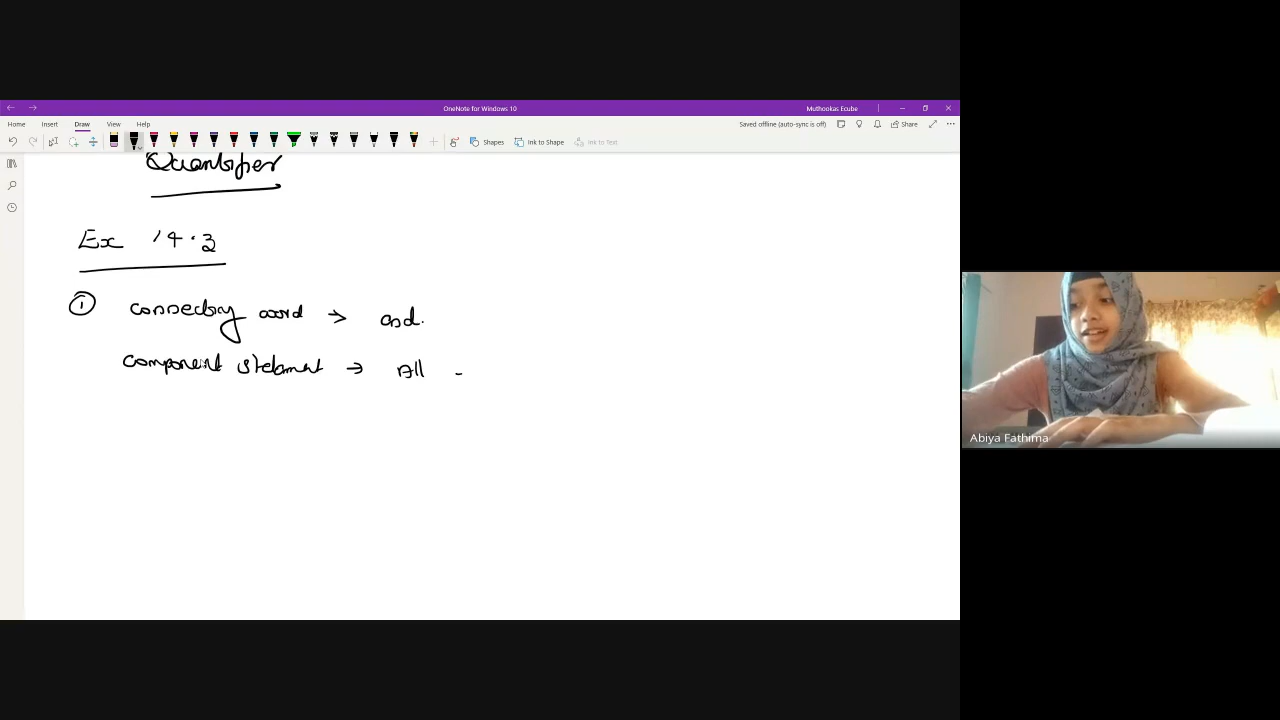 OneNote for Windows 10
Muthookas Ecube
Home Insert Draw View Help
Saved offline (auto-sync is off)
Share
Shapes
Ink to Shape
Ink to Text
Quantifier
Ex 14.3
① connecting word → and.
component statement → All -
Abiya Fathima